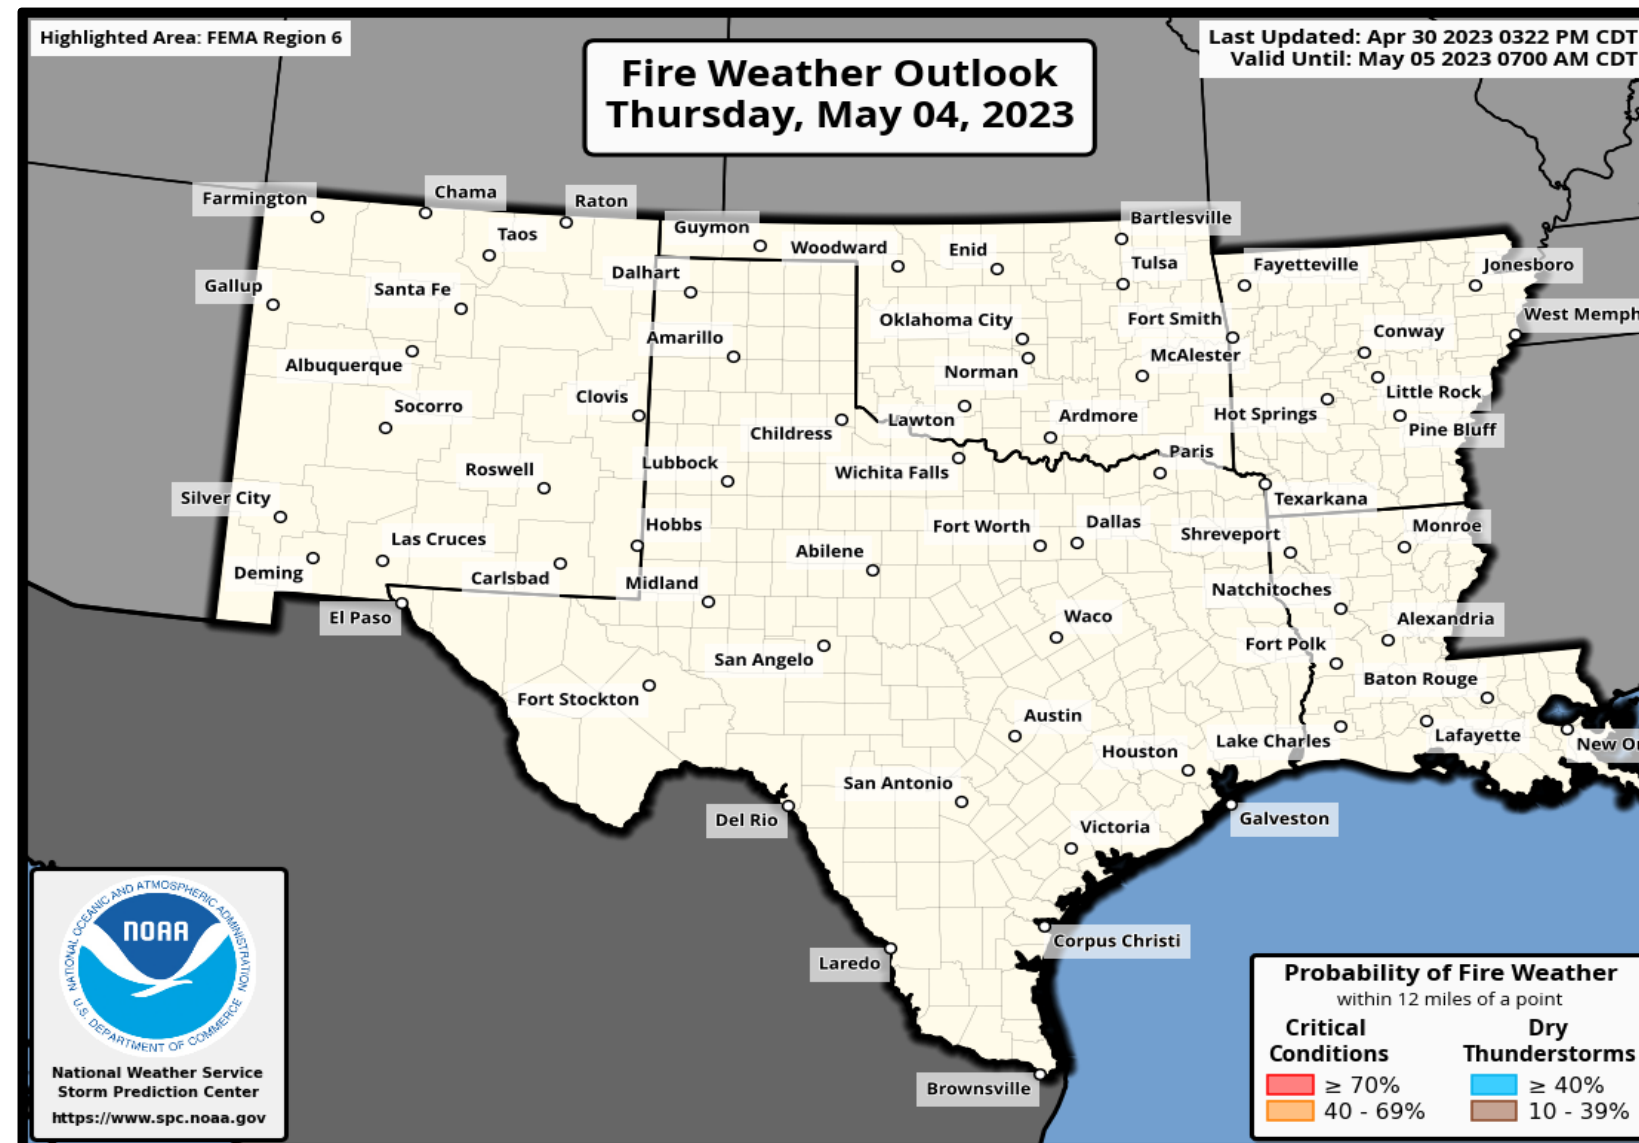 Highlighted Area: FEMA Region 6
Last Updated: Apr 30 2023 0322 PM CDT
Valid Until: May 05 2023 0700 AM CDT
Fire Weather Outlook
Thursday, May 04, 2023
Farmington
Chama
Raton
Taos
Guymon
Woodward
Enid
Bartlesville
Tulsa
Fayetteville
Jonesboro
Gallup
Santa Fe
Dalhart
Oklahoma City
Fort Smith
West Memph
Albuquerque
Amarillo
Norman
McAlester
Conway
Socorro
Clovis
Childress
Lawton
Ardmore
Hot Springs
Little Rock
Pine Bluff
Roswell
Lubbock
Wichita Falls
Paris
Silver City
Texarkana
Hobbs
Fort Worth
Dallas
Shreveport
Monroe
Las Cruces
Deming
Carlsbad
Midland
Abilene
Natchitoches
El Paso
Waco
Alexandria
San Angelo
Fort Polk
Fort Stockton
Baton Rouge
Austin
Houston
Lake Charles
Lafayette
New Or
San Antonio
Del Rio
Victoria
Galveston
Laredo
Corpus Christi
Brownsville
NATIONAL OCEANIC AND ATMOSPHERIC ADMINISTRATION
NOAA
U.S. DEPARTMENT OF COMMERCE
National Weather Service
Storm Prediction Center
https://www.spc.noaa.gov
Probability of Fire Weather
within 12 miles of a point
Critical Conditions
≥ 70%
40 - 69%
Dry Thunderstorms
≥ 40%
10 - 39%